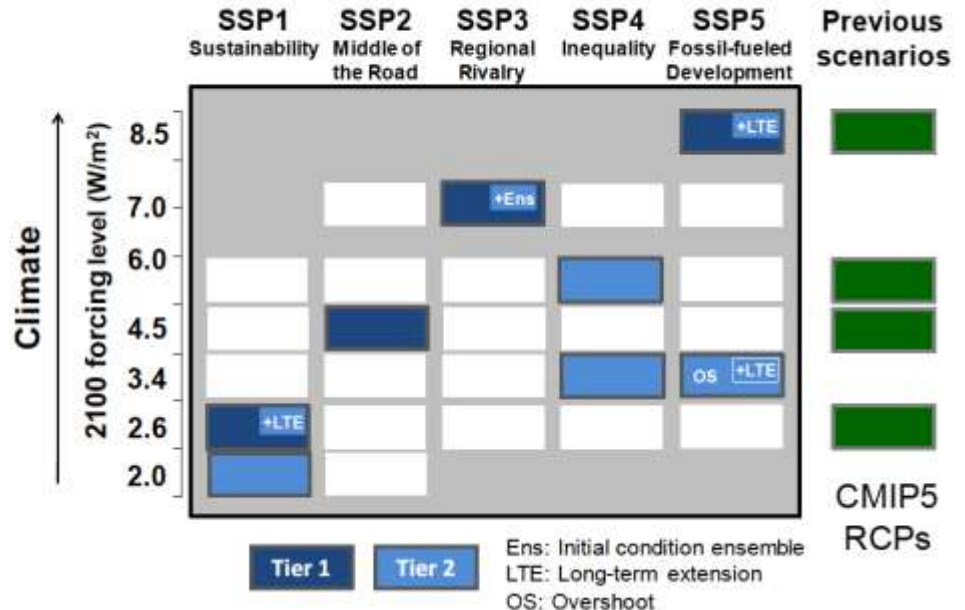 SSP1
Sustainability
SSP2
Middle of
the Road
SSP3
Regional
Rivalry
SSP4
Inequality
SSP5
Fossil-fueled
Development
Previous
scenarios
Climate
2100 forcing level (W/m²)
8.5
+LTE
7.0
+Ens
6.0
4.5
3.4
OS
+LTE
2.6
+LTE
2.0
CMIP5
RCPs
Tier 1
Tier 2
Ens: Initial condition ensemble
LTE: Long-term extension
OS: Overshoot